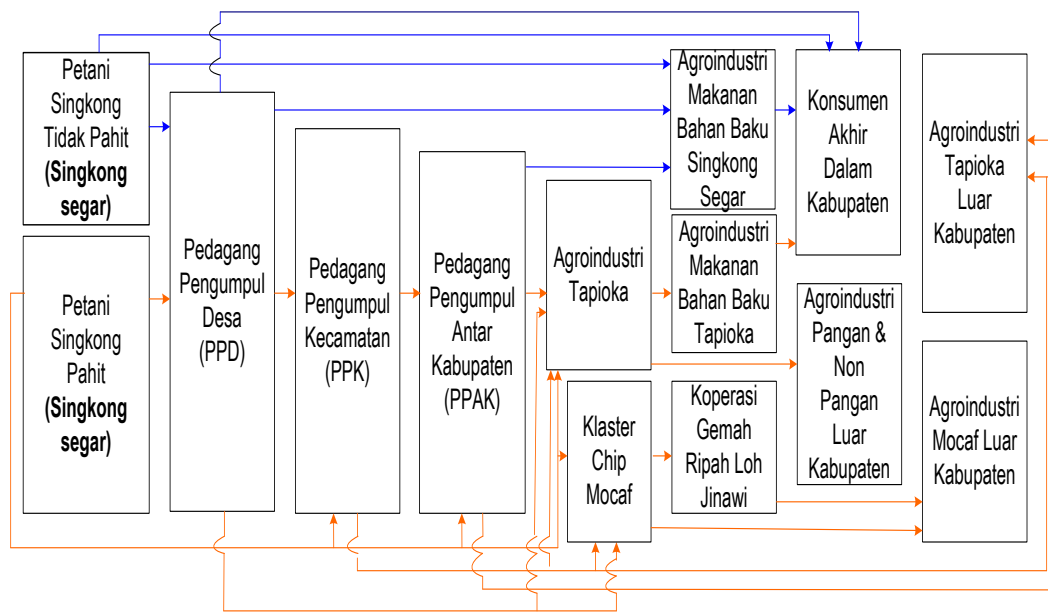 Petani
Singkong
Tidak Pahit
(Singkong
segar)
Petani
Singkong
Pahit
(Singkong
segar)
Pedagang
Pengumpul
Desa
(PPD)
Pedagang
Pengumpul
Kecamatan
(PPK)
Pedagang
Pengumpul
Antar
Kabupaten
(PPAK)
Agroindustri
Tapioka
Klaster
Chip
Mocaf
Agroindustri
Makanan
Bahan Baku
Singkong
Segar
Agroindustri
Makanan
Bahan Baku
Tapioka
Koperasi
Gemah
Ripah Loh
Jinawi
Konsumen
Akhir
Dalam
Kabupaten
Agroindustri
Pangan &
Non
Pangan
Luar
Kabupaten
Agroindustri
Tapioka
Luar
Kabupaten
Agroindustri
Mocaf Luar
Kabupaten